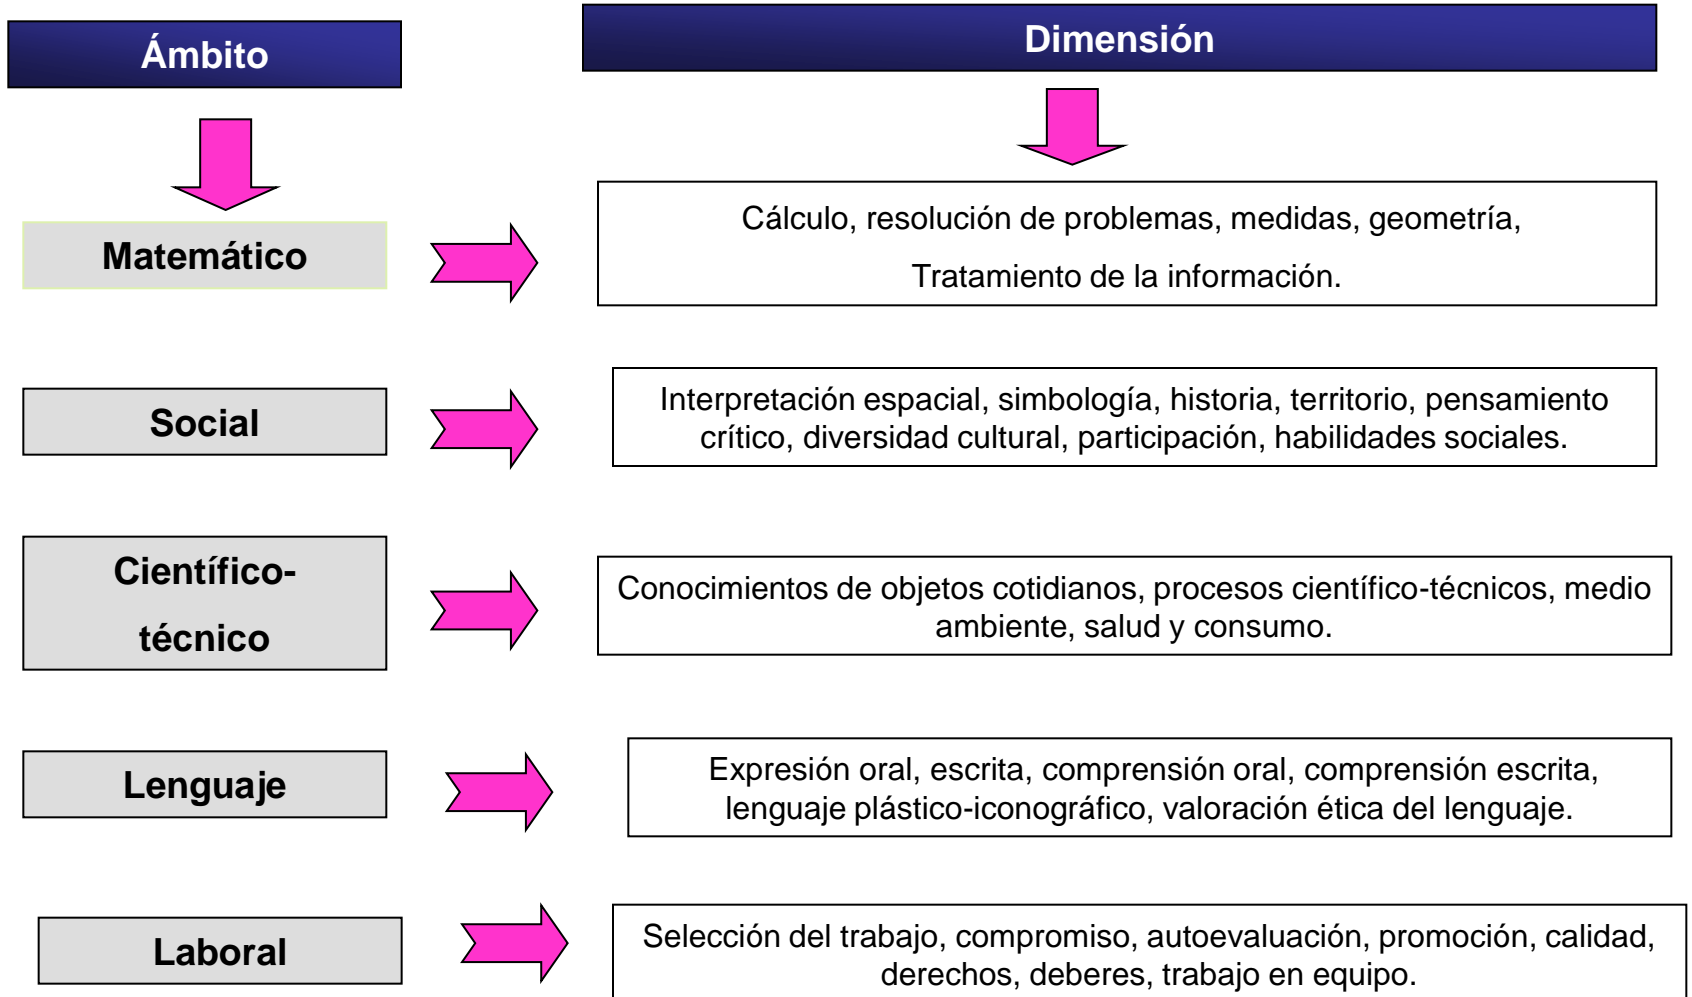 Ámbito
Dimensión
Matemático
Cálculo, resolución de problemas, medidas, geometría,
Tratamiento de la información.
Social
Interpretación espacial, simbología, historia, territorio, pensamiento
crítico, diversidad cultural, participación, habilidades sociales.
Científico-
técnico
Conocimientos de objetos cotidianos, procesos científico-técnicos, medio
ambiente, salud y consumo.
Lenguaje
Expresión oral, escrita, comprensión oral, comprensión escrita,
lenguaje plástico-iconográfico, valoración ética del lenguaje.
Laboral
Selección del trabajo, compromiso, autoevaluación, promoción, calidad,
derechos, deberes, trabajo en equipo.